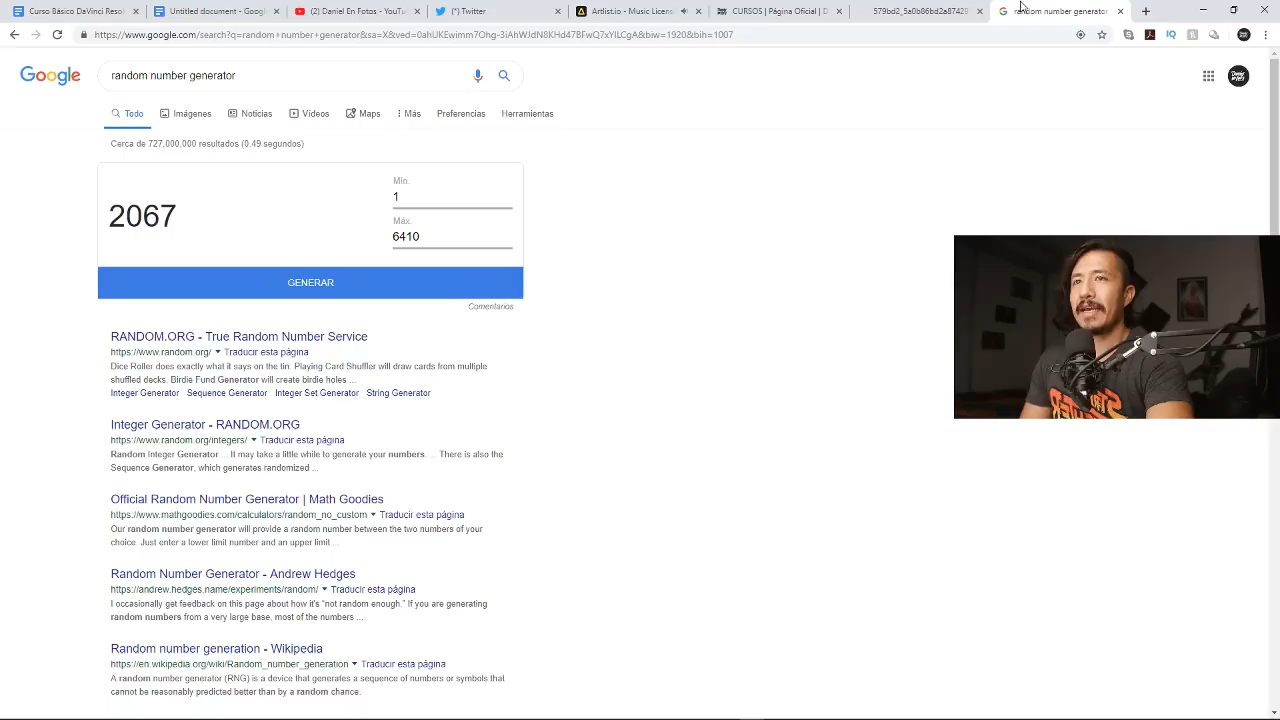 Curso Básico DaVinci Resol
Untitled document - Googl
(2) Daniel En Fotos - YouTu
(*) Twitter
Artlist.io - Music Licens
CURSOS | Página Oficial | D
579bd2_5a0b86bd2a87429
random number generator
https://www.google.com/search?q=random+number+generator&sa=X&ved=0ahUKEwimm7Ohg-3iAhWJdN8KHd47BFwQ7xYILCgA&biw=1920&bih=1007
Google
random number generator
Todo
Imágenes
Noticias
Vídeos
Maps
Más
Preferencias
Herramientas
Cerca de 727,000,000 resultados (0.49 segundos)
2067
Mín.
1
Máx.
6410
GENERAR
Comentarios
RANDOM.ORG - True Random Number Service
https://www.random.org/ Traducir esta página
Dice Roller does exactly what it says on the tin. Playing Card Shuffler will draw cards from multiple
shuffled decks. Birdie Fund Generator will create birdie holes ...
Integer Generator Sequence Generator Integer Set Generator String Generator
Integer Generator - RANDOM.ORG
https://www.random.org/integers/ Traducir esta página
Random Integer Generator ... It may take a little while to generate your numbers. ... There is also the
Sequence Generator, which generates randomized ...
Official Random Number Generator | Math Goodies
https://www.mathgoodies.com/calculators/random_no_custom Traducir esta página
Our random number generator will provide a random number between the two numbers of your
choice. Just enter a lower limit number and an upper limit ...
Random Number Generator - Andrew Hedges
https://andrew.hedges.name/experiments/random/ Traducir esta página
I occasionally get feedback on this page about how it's "not random enough." If you are generating
random numbers from a very large base, most of the numbers ...
Random number generation - Wikipedia
https://en.wikipedia.org/wiki/Random_number_generation Traducir esta página
A random number generator (RNG) is a device that generates a sequence of numbers or symbols that
cannot be reasonably predicted better than by a random chance.